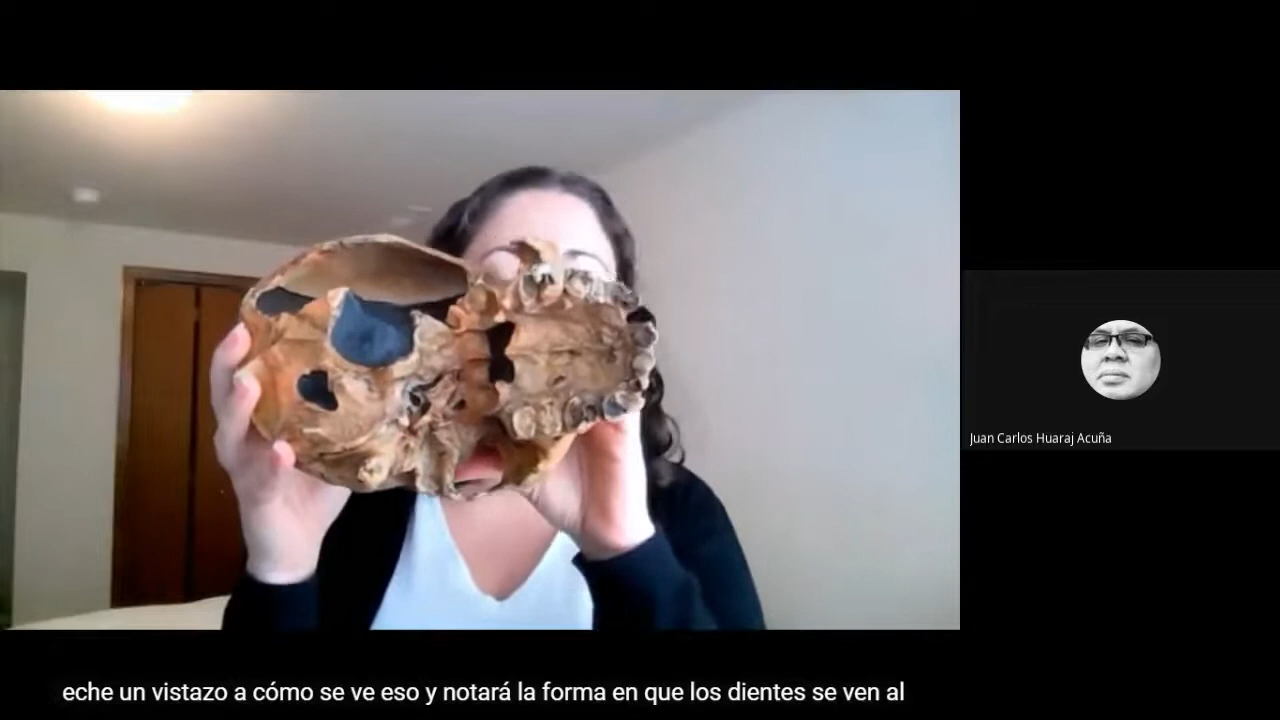 Juan Carlos Huaraj Acuña
eche un vistazo a cómo se ve eso y notará la forma en que los dientes se ven al